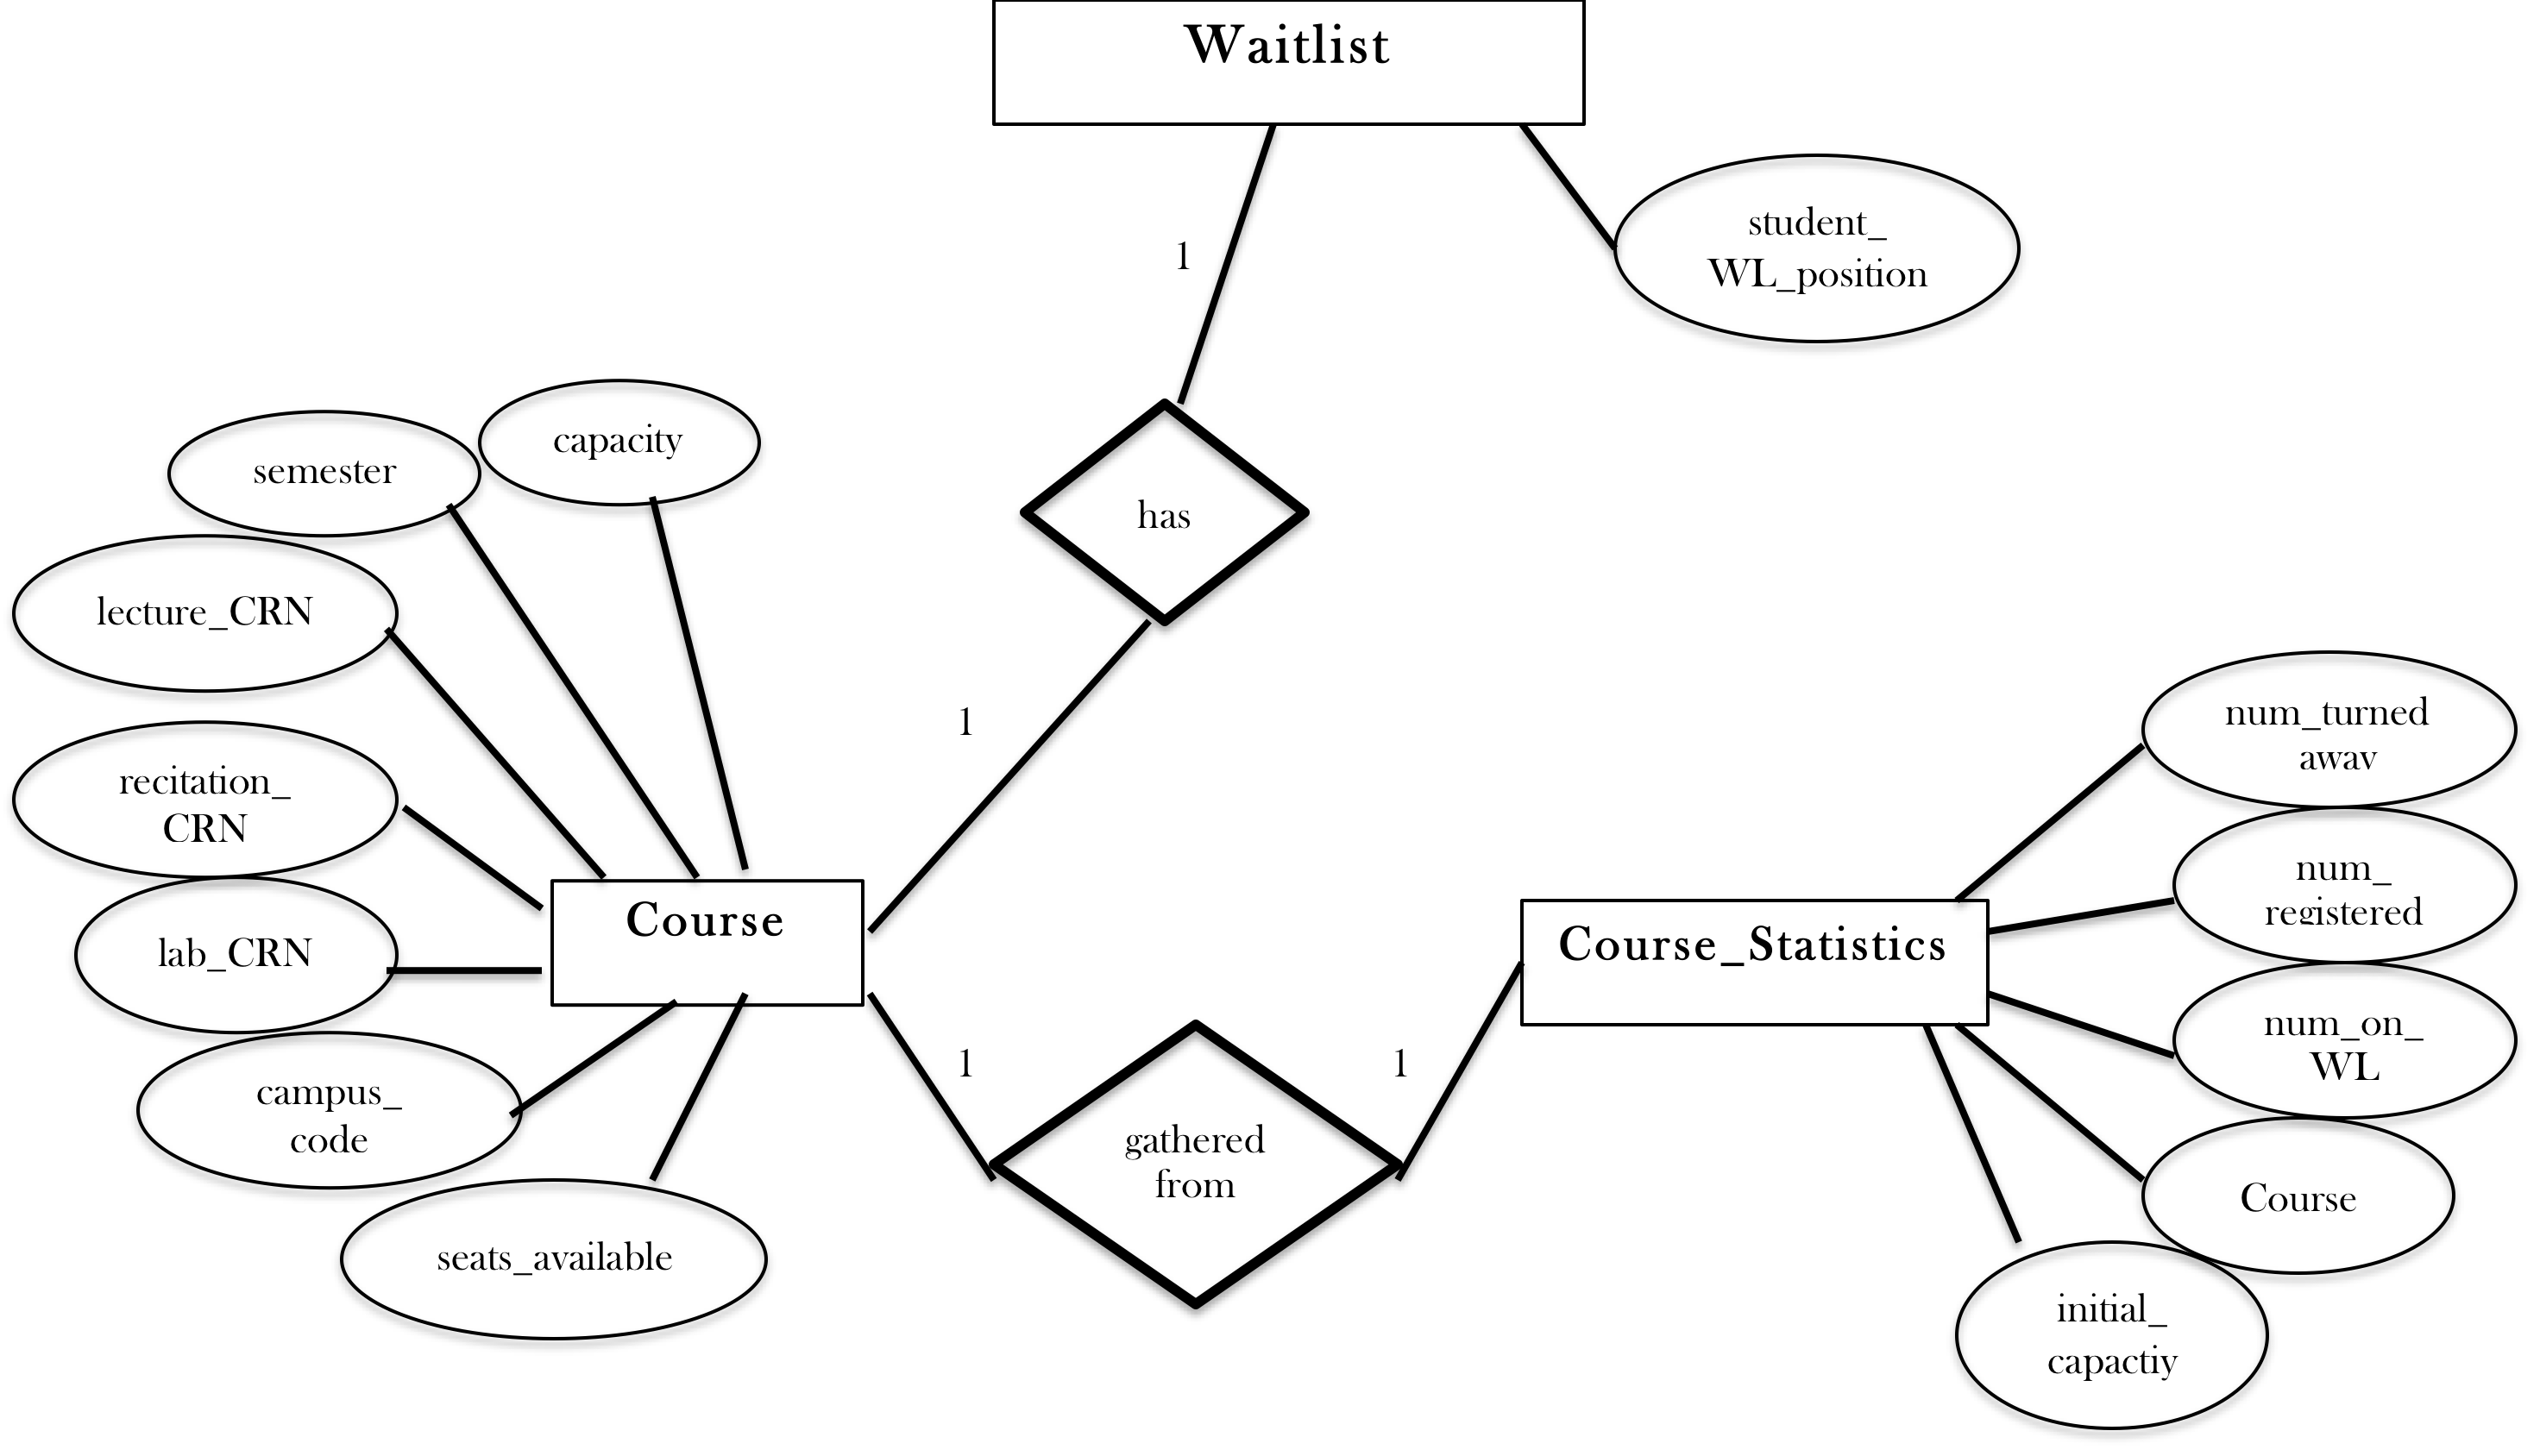 Waitlist
student_
WL_position
1
capacity
semester
has
lecture_CRN
1
num_turned
away
recitation_
CRN
num_
registered
Course
Course_Statistics
lab_CRN
num_on_
WL
1
1
campus_
code
gathered
from
Course
seats_available
initial_
capactiy